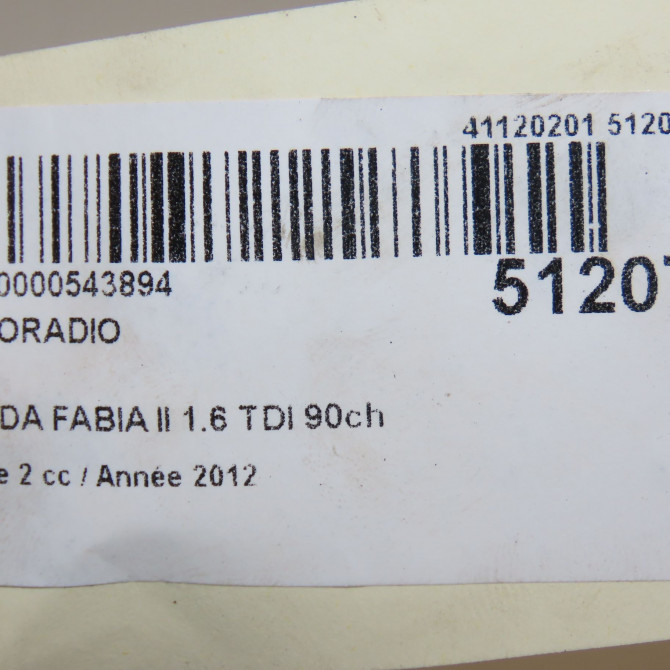 41120201 5120
0000543894
5120
ORADIO
DA FABIA II 1.6 TDI 90ch
e 2 cc / Année 2012